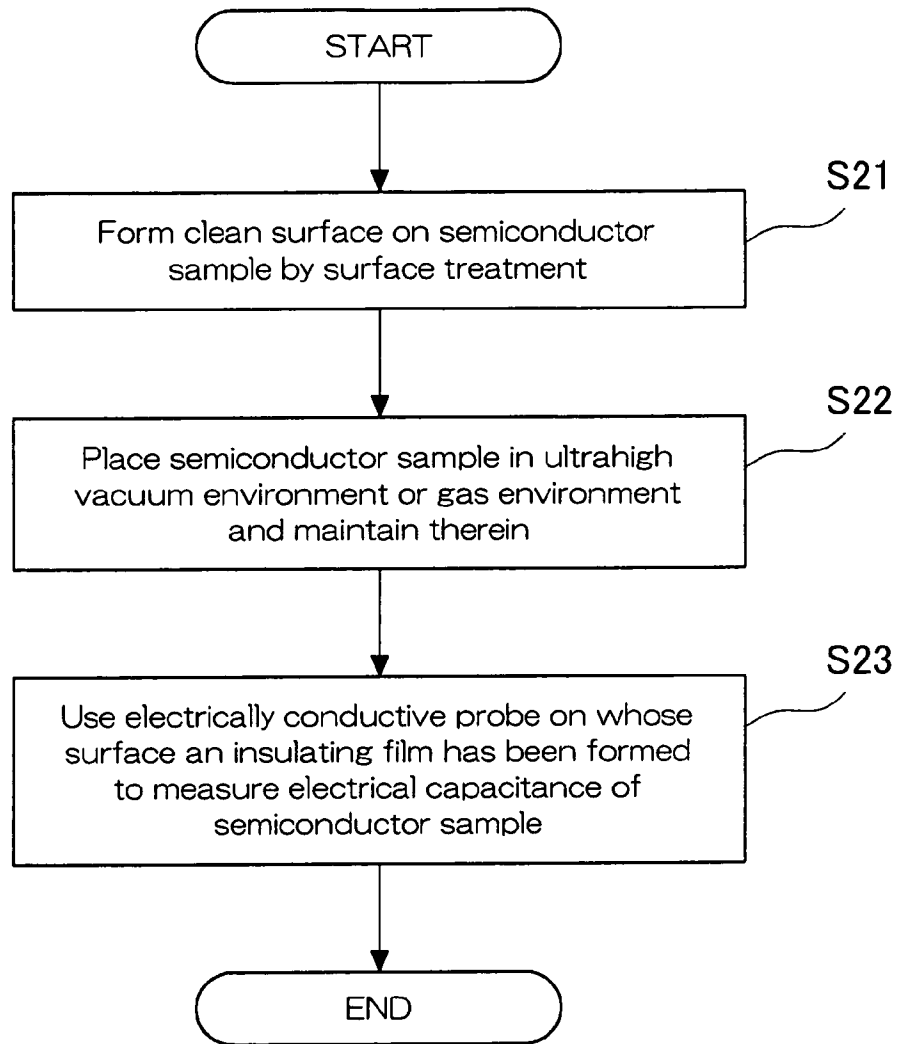 START
S21
Form clean surface on semiconductor
sample by surface treatment
S22
Place semiconductor sample in ultrahigh
vacuum environment or gas environment
and maintain therein
S23
Use electrically conductive probe on whose
surface an insulating film has been formed
to measure electrical capacitance of
semiconductor sample
END